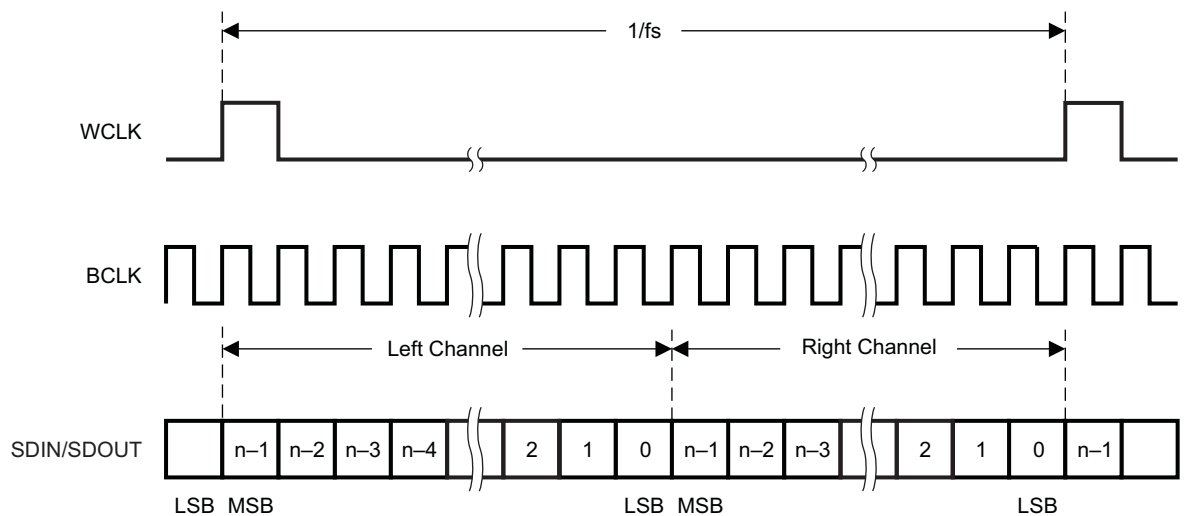 1/fs
WCLK
BCLK
Left Channel Right Channel
SDIN/SDOUT n–1 n–2 n–3 n–4 2 1 0 n–1 n–2 n–3 2 1 0 n–1
LSB MSB LSB MSB LSB